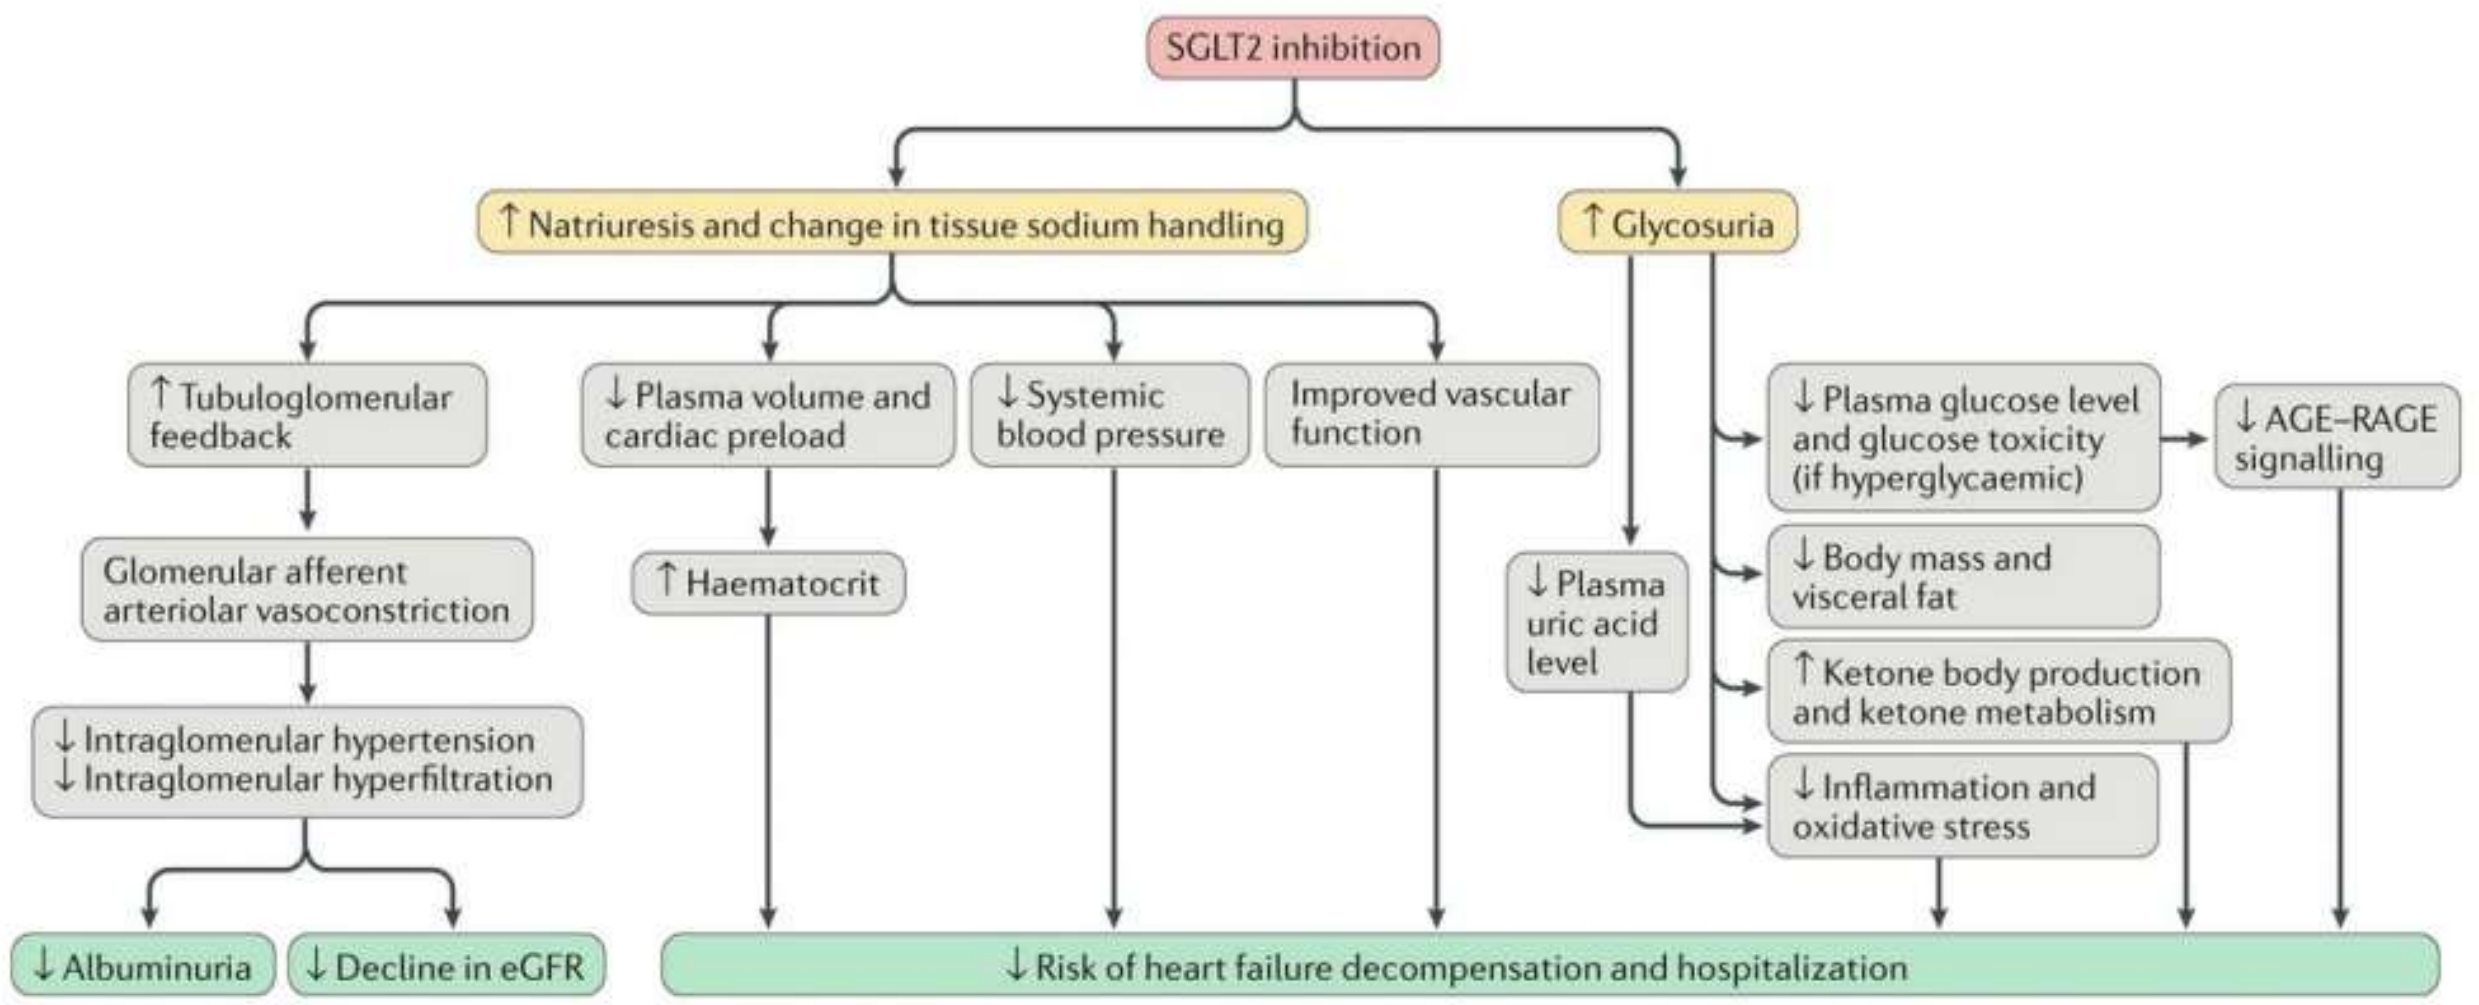 SGLT2 inhibition
↑ Natriuresis and change in tissue sodium handling
↑ Glycosuria
↑ Tubuloglomerular
feedback
↓ Plasma volume and
cardiac preload
↓ Systemic
blood pressure
Improved vascular
function
↓ Plasma glucose level
and glucose toxicity
(if hyperglycaemic)
↓ AGE–RAGE
signalling
Glomerular afferent
arteriolar vasoconstriction
↑ Haematocrit
↓ Plasma
uric acid
level
↓ Body mass and
visceral fat
↑ Ketone body production
and ketone metabolism
↓ Intraglomerular hypertension
↓ Intraglomerular hyperfiltration
↓ Inflammation and
oxidative stress
↓ Albuminuria
↓ Decline in eGFR
↓ Risk of heart failure decompensation and hospitalization